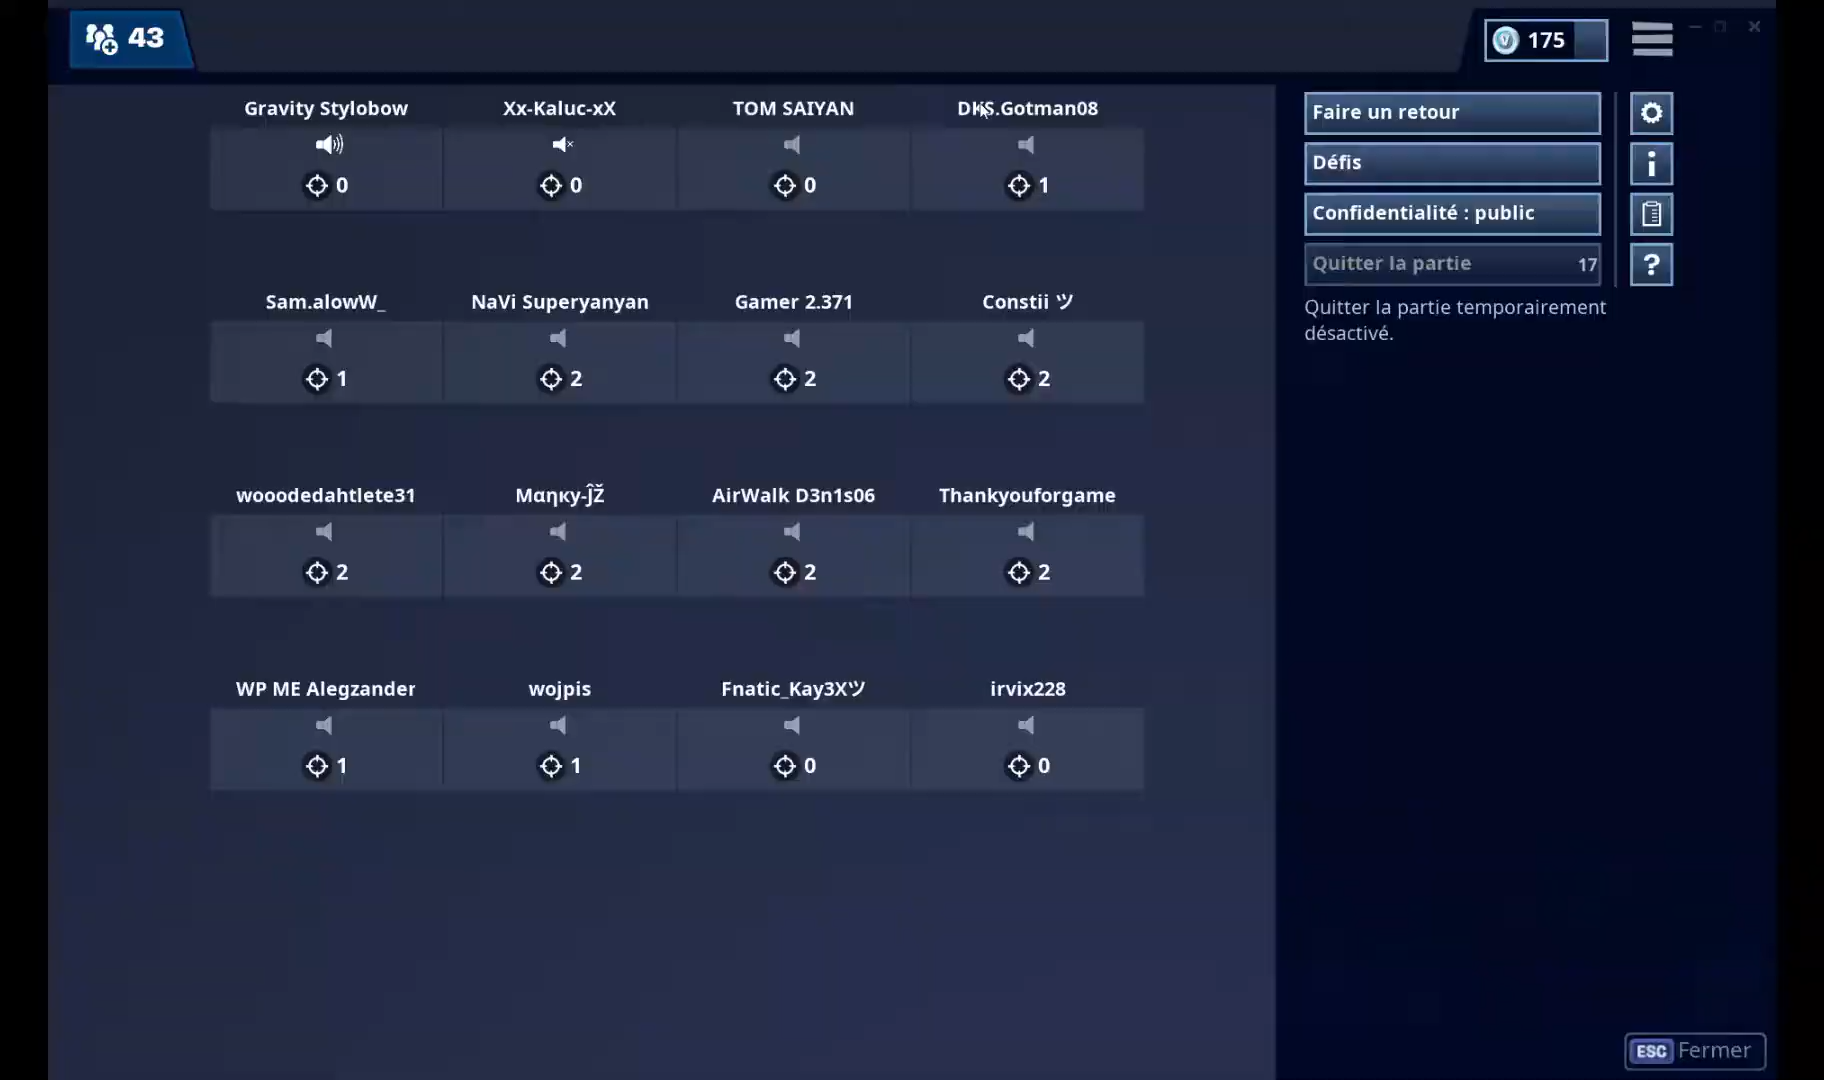 43
175
Gravity Stylobow
Xx-Kaluc-xX
TOM SAIYAN
DKS.Gotman08
0
0
0
1
Sam.alowW_
NaVi Superyanyan
Gamer 2.371
Constii ツ
1
2
2
2
wooodedahtlete31
Mαηκy-ĴŽ
AirWalk D3n1s06
Thankyouforgame
2
2
2
2
WP ME Alegzander
wojpis
Fnatic_Kay3Xツ
irvix228
1
1
0
0
Faire un retour
Défis
Confidentialité : public
Quitter la partie 17
Quitter la partie temporairement
désactivé.
ESC Fermer